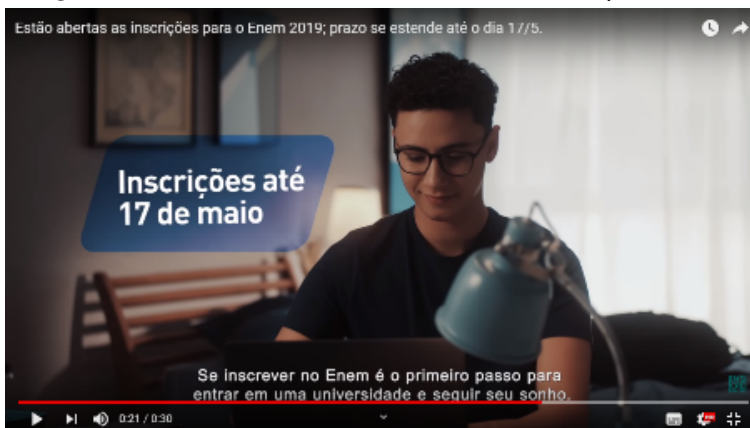 Estão abertas as inscrições para o Enem 2019; prazo se estende até o dia 17/5.
Inscrições até
17 de maio
Se inscrever no Enem é o primeiro passo para
entrar em uma universidade e seguir seu sonho.
0:21 / 0:30